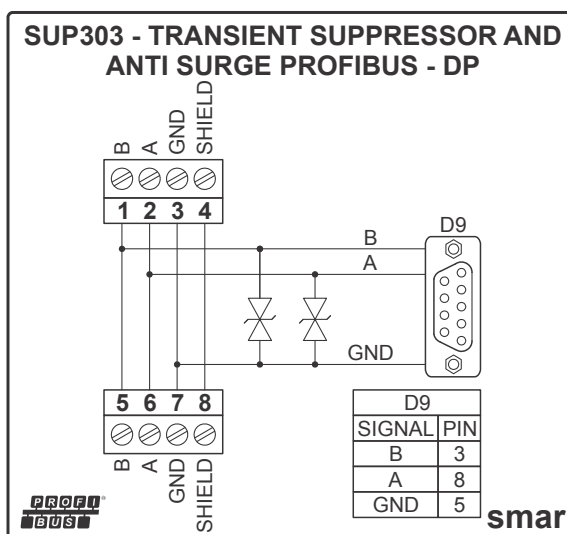 SUP303 - TRANSIENT SUPPRESSOR AND
ANTI SURGE PROFIBUS - DP
B A GND SHIELD
1 2 3 4
D9
B
A
GND
5 6 7 8
B A GND SHIELD
D9
SIGNAL PIN
B 3
A 8
GND 5
PROFI®
BUS
smar